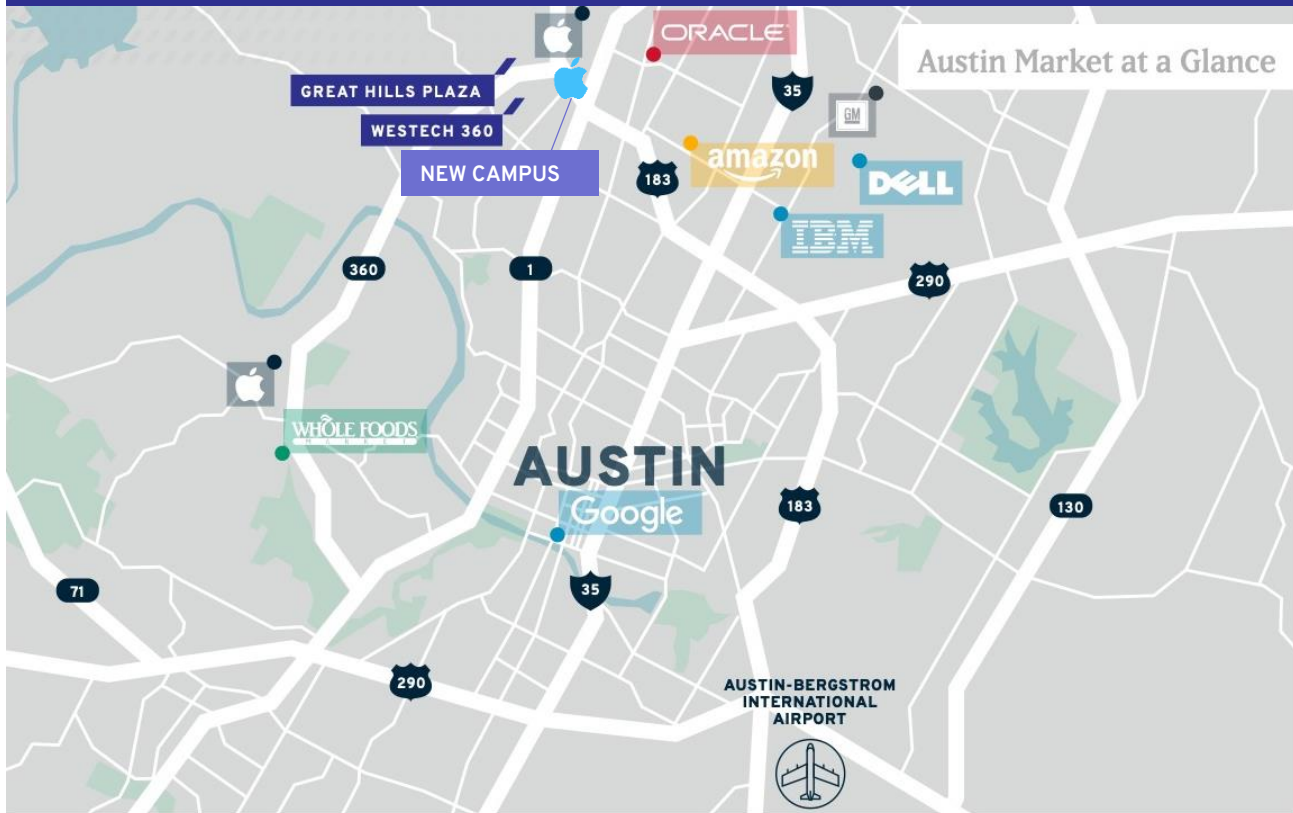 ORACLE
Austin Market at a Glance
GREAT HILLS PLAZA
35
GM
WESTECH 360
amazon
NEW CAMPUS
183
DELL
IBM
360
1
290
WHOLE FOODS
MARKET
AUSTIN
Google
183
130
71
35
290
AUSTIN-BERGSTROM
INTERNATIONAL
AIRPORT